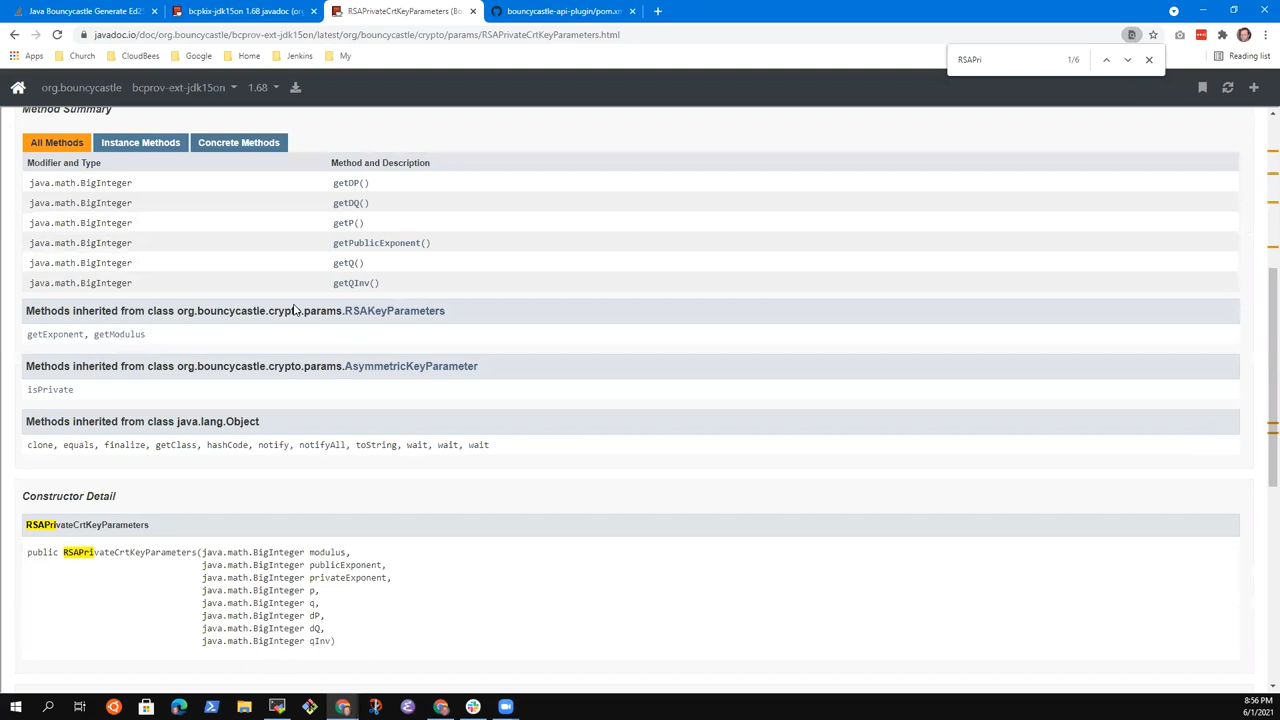 Java Bouncycastle Generate Ed25
bcpkix-jdk15on 1.68 javadoc (org
RSAPrivateCrtKeyParameters (Bo
bouncycastle-api-plugin/pom.xm
javadoc.io/doc/org.bouncycastle/bcprov-ext-jdk15on/latest/org/bouncycastle/crypto/params/RSAPrivateCrtKeyParameters.html
Apps Church CloudBees Google Home Jenkins My Reading list
RSAPri 1/6
org.bouncycastle bcprov-ext-jdk15on 1.68
Method Summary
All Methods Instance Methods Concrete Methods
Modifier and Type Method and Description
java.math.BigInteger getDP()
java.math.BigInteger getDQ()
java.math.BigInteger getP()
java.math.BigInteger getPublicExponent()
java.math.BigInteger getQ()
java.math.BigInteger getQInv()
Methods inherited from class org.bouncycastle.crypto.params.RSAKeyParameters
getExponent, getModulus
Methods inherited from class org.bouncycastle.crypto.params.AsymmetricKeyParameter
isPrivate
Methods inherited from class java.lang.Object
clone, equals, finalize, getClass, hashCode, notify, notifyAll, toString, wait, wait, wait
Constructor Detail
RSAPrivateCrtKeyParameters
public RSAPrivateCrtKeyParameters(java.math.BigInteger modulus,
java.math.BigInteger publicExponent,
java.math.BigInteger privateExponent,
java.math.BigInteger p,
java.math.BigInteger q,
java.math.BigInteger dP,
java.math.BigInteger dQ,
java.math.BigInteger qInv)
8:56 PM
6/1/2021